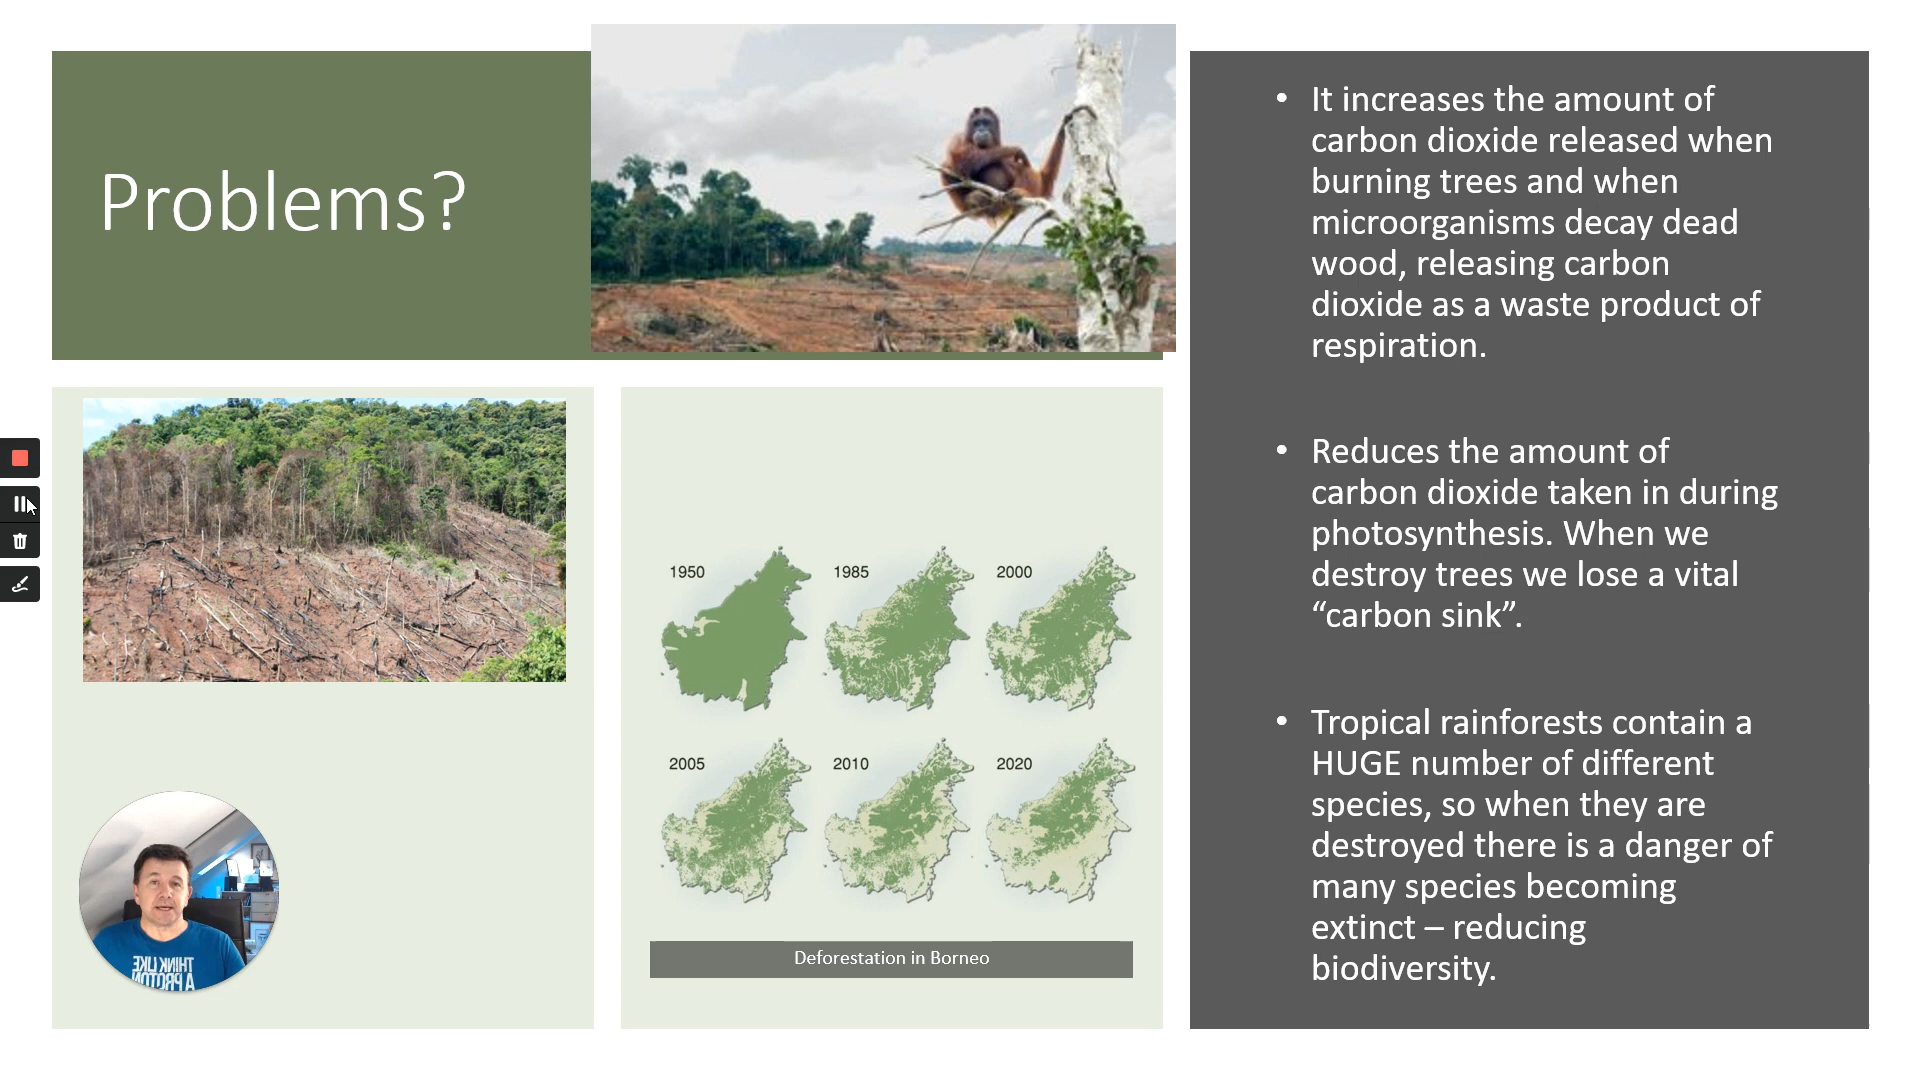 Problems?
• It increases the amount of
carbon dioxide released when
burning trees and when
microorganisms decay dead
wood, releasing carbon
dioxide as a waste product of
respiration.
• Reduces the amount of
carbon dioxide taken in during
photosynthesis. When we
destroy trees we lose a vital
“carbon sink”.
• Tropical rainforests contain a
HUGE number of different
species, so when they are
destroyed there is a danger of
many species becoming
extinct – reducing
biodiversity.
1950 1985 2000
2005 2010 2020
Deforestation in Borneo
THINK LIKE
A PROTON